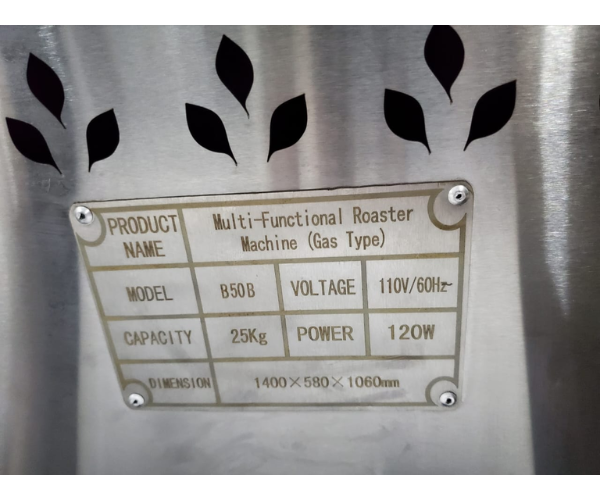 PRODUCT NAME Multi-Functional Roaster Machine (Gas Type)
MODEL B50B VOLTAGE 110V/60Hz~
CAPACITY 25Kg POWER 120W
DIMENSION 1400×580×1060mm